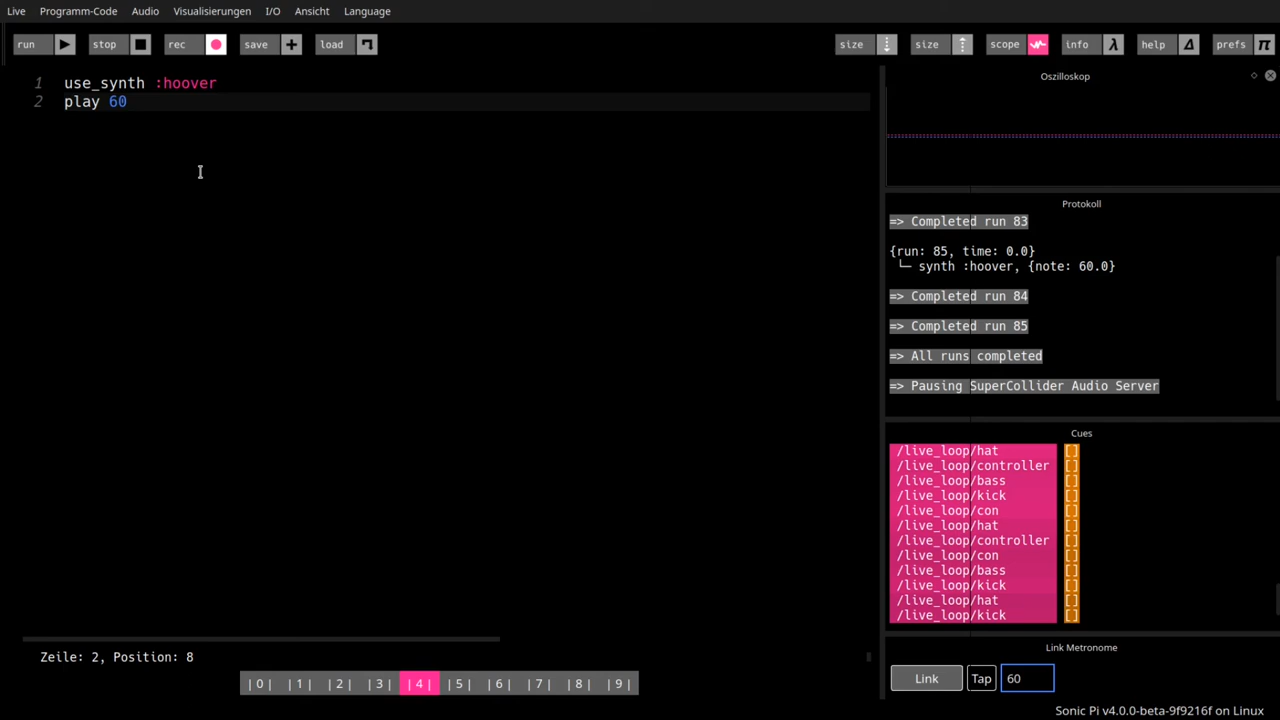 Live Programm-Code Audio Visualisierungen I/O Ansicht Language
run stop rec save load size size scope info help prefs
1 use_synth :hoover
2 play 60
Oszilloskop
Protokoll
=> Completed run 83
{run: 85, time: 0.0}
└─ synth :hoover, {note: 60.0}
=> Completed run 84
=> Completed run 85
=> All runs completed
=> Pausing SuperCollider Audio Server
Cues
/live_loop/hat []
/live_loop/controller []
/live_loop/bass []
/live_loop/kick []
/live_loop/con []
/live_loop/hat []
/live_loop/controller []
/live_loop/con []
/live_loop/bass []
/live_loop/kick []
/live_loop/hat []
/live_loop/kick []
Link Metronome
Link Tap 60
Zeile: 2, Position: 8
|0| |1| |2| |3| |4| |5| |6| |7| |8| |9|
Sonic Pi v4.0.0-beta-9f9216f on Linux